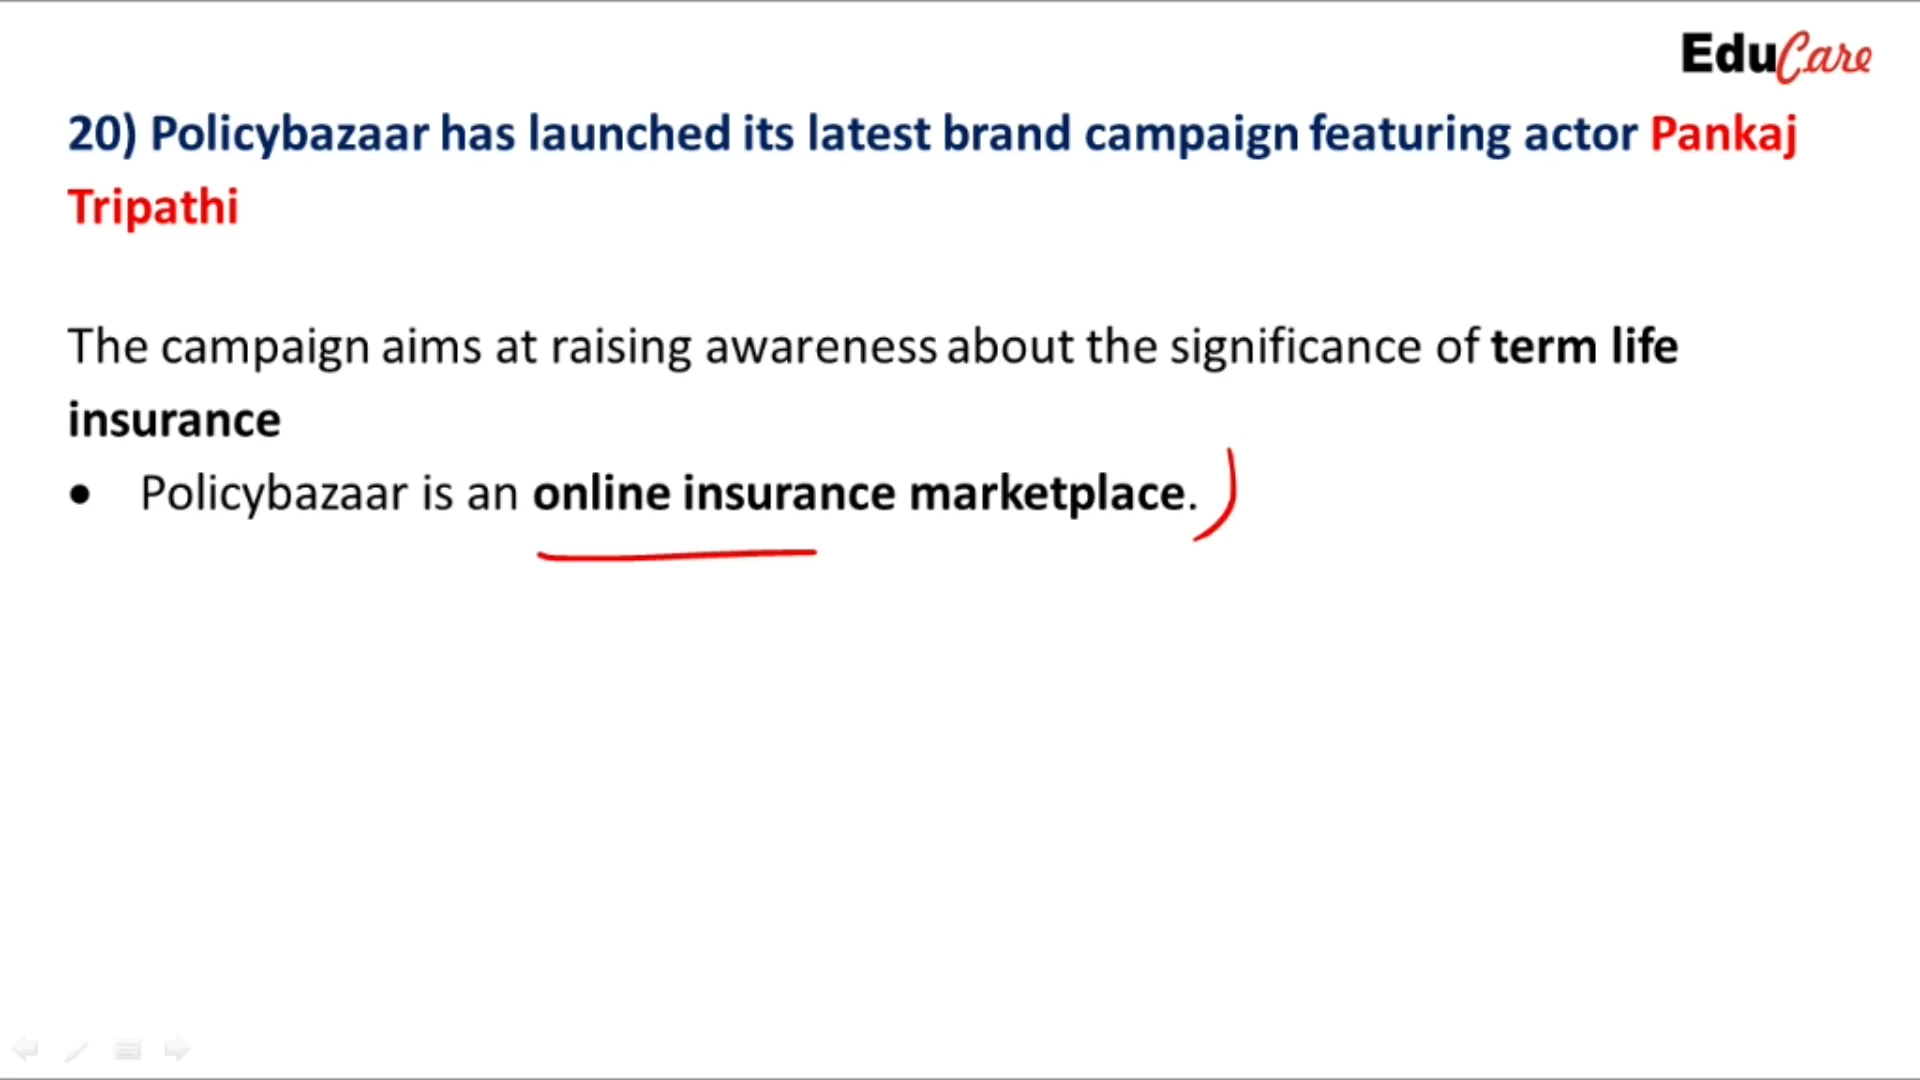 EduCare
20) Policybazaar has launched its latest brand campaign featuring actor Pankaj
Tripathi
The campaign aims at raising awareness about the significance of term life
insurance
• Policybazaar is an online insurance marketplace.